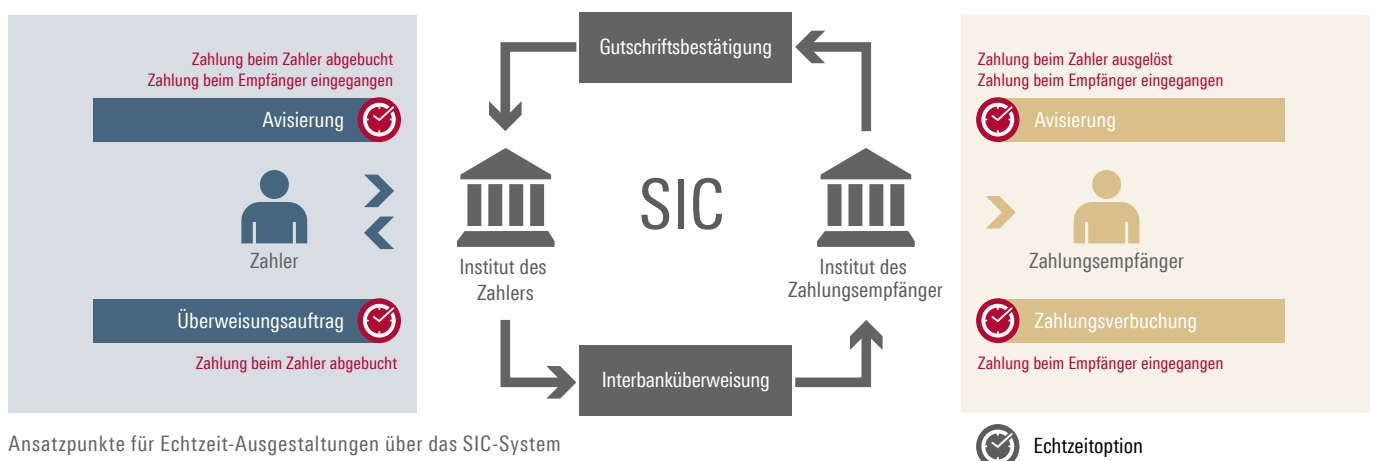 Zahlung beim Zahler abgebucht
Zahlung beim Empfänger eingegangen
Avisierung
Zahler
Überweisungsauftrag
Zahlung beim Zahler abgebucht
Gutschriftsbestätigung
SIC
Institut des
Zahlers
Institut des
Zahlungsempfänger
Interbanküberweisung
Zahlung beim Zahler ausgelöst
Zahlung beim Empfänger eingegangen
Avisierung
Zahlungsempfänger
Zahlungsverbuchung
Zahlung beim Empfänger eingegangen
Ansatzpunkte für Echtzeit-Ausgestaltungen über das SIC-System
Echtzeitoption